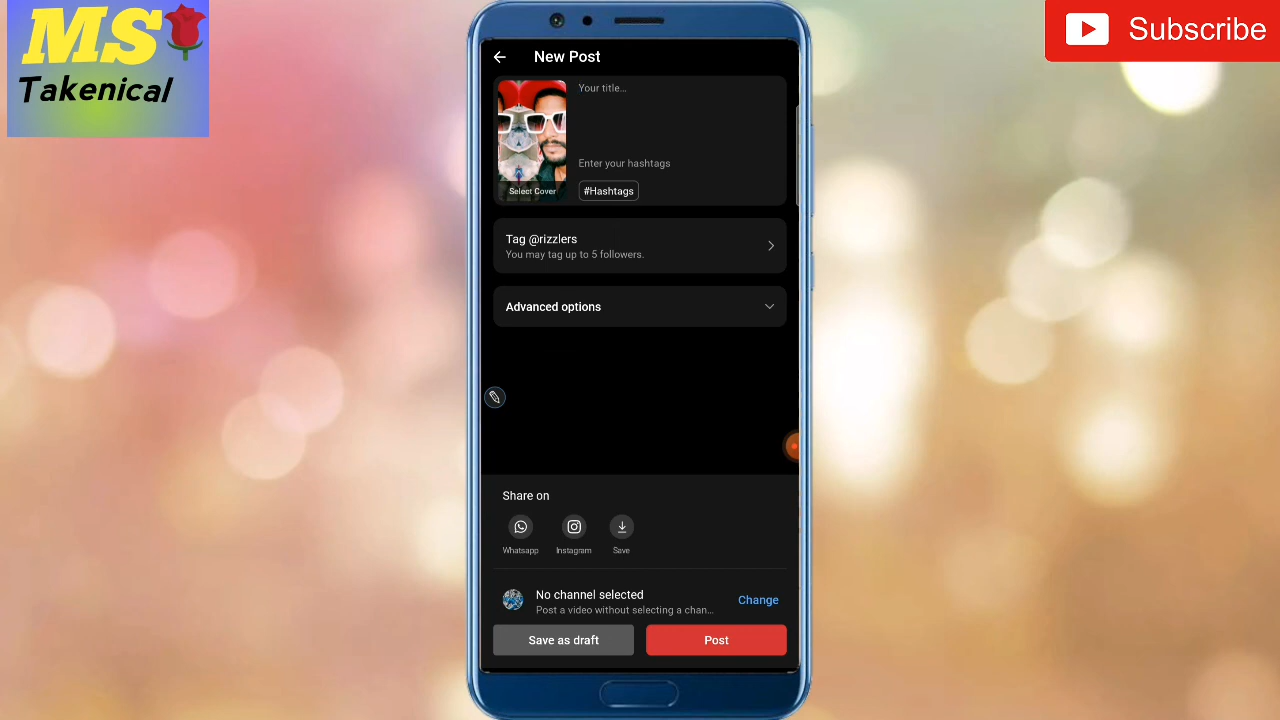 MS
Takenical
Subscribe
New Post
Your title...
Enter your hashtags
Select Cover
#Hashtags
Tag @rizzlers
You may tag up to 5 followers.
Advanced options
Share on
Whatsapp
Instagram
Save
No channel selected
Post a video without selecting a chan...
Change
Save as draft
Post